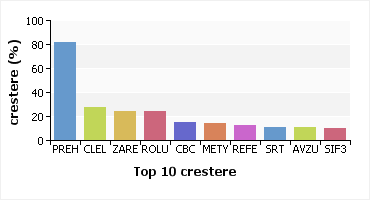 crestere (%)
100
80
60
40
20
0
PREH CLEL ZARE ROLU CBC METY REFE SRT AVZU SIF3
Top 10 crestere